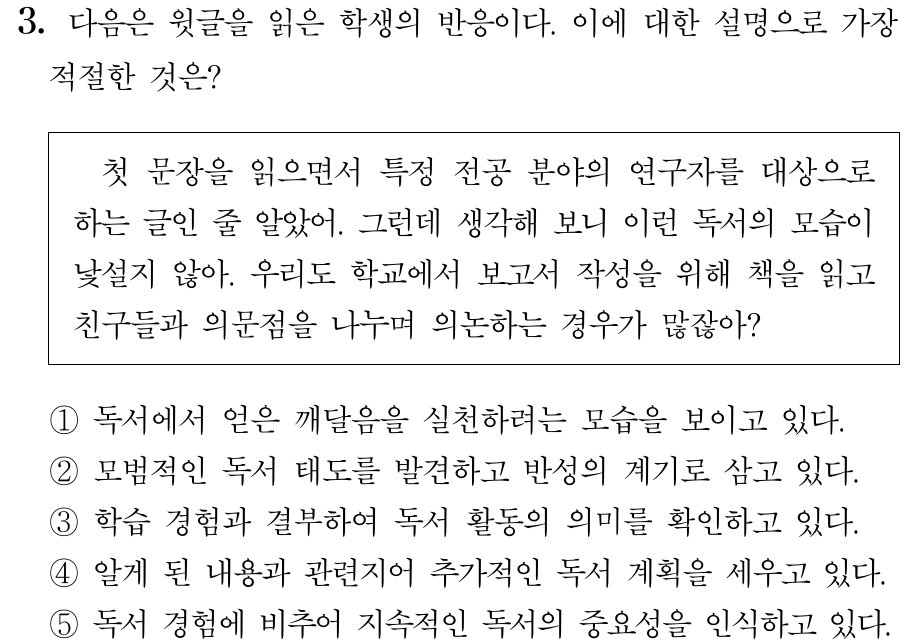 3. 다음은 윗글을 읽은 학생의 반응이다. 이에 대한 설명으로 가장
적절한 것은?
첫 문장을 읽으면서 특정 전공 분야의 연구자를 대상으로
하는 글인 줄 알았어. 그런데 생각해 보니 이런 독서의 모습이
낯설지 않아. 우리도 학교에서 보고서 작성을 위해 책을 읽고
친구들과 의문점을 나누며 의논하는 경우가 많잖아?
① 독서에서 얻은 깨달음을 실천하려는 모습을 보이고 있다.
② 모범적인 독서 태도를 발견하고 반성의 계기로 삼고 있다.
③ 학습 경험과 결부하여 독서 활동의 의미를 확인하고 있다.
④ 알게 된 내용과 관련지어 추가적인 독서 계획을 세우고 있다.
⑤ 독서 경험에 비추어 지속적인 독서의 중요성을 인식하고 있다.